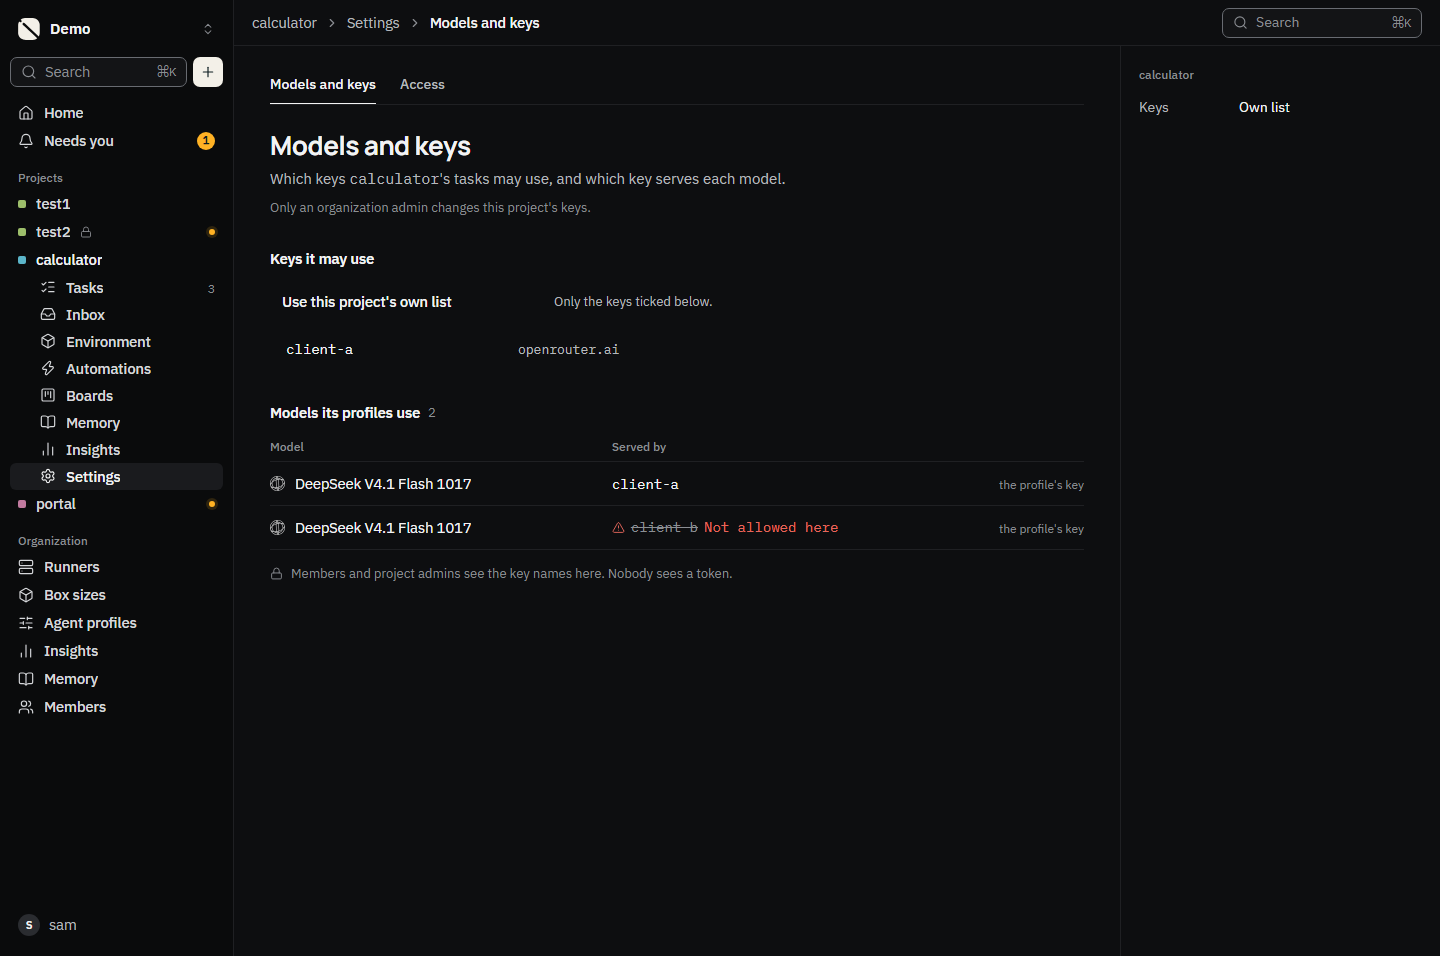 Demo
Search ⌘K
Home
Needs you 1
Projects
test1
test2
calculator
Tasks 3
Inbox
Environment
Automations
Boards
Memory
Insights
Settings
portal
Organization
Runners
Box sizes
Agent profiles
Insights
Memory
Members
S sam
calculator > Settings > Models and keys
Search ⌘K
Models and keys Access
Models and keys
Which keys calculator's tasks may use, and which key serves each model.
Only an organization admin changes this project's keys.
Keys it may use
Use this project's own list Only the keys ticked below.
client-a openrouter.ai
Models its profiles use 2
Model Served by
DeepSeek V4.1 Flash 1017 client-a the profile's key
DeepSeek V4.1 Flash 1017 client-b Not allowed here the profile's key
Members and project admins see the key names here. Nobody sees a token.
calculator
Keys Own list